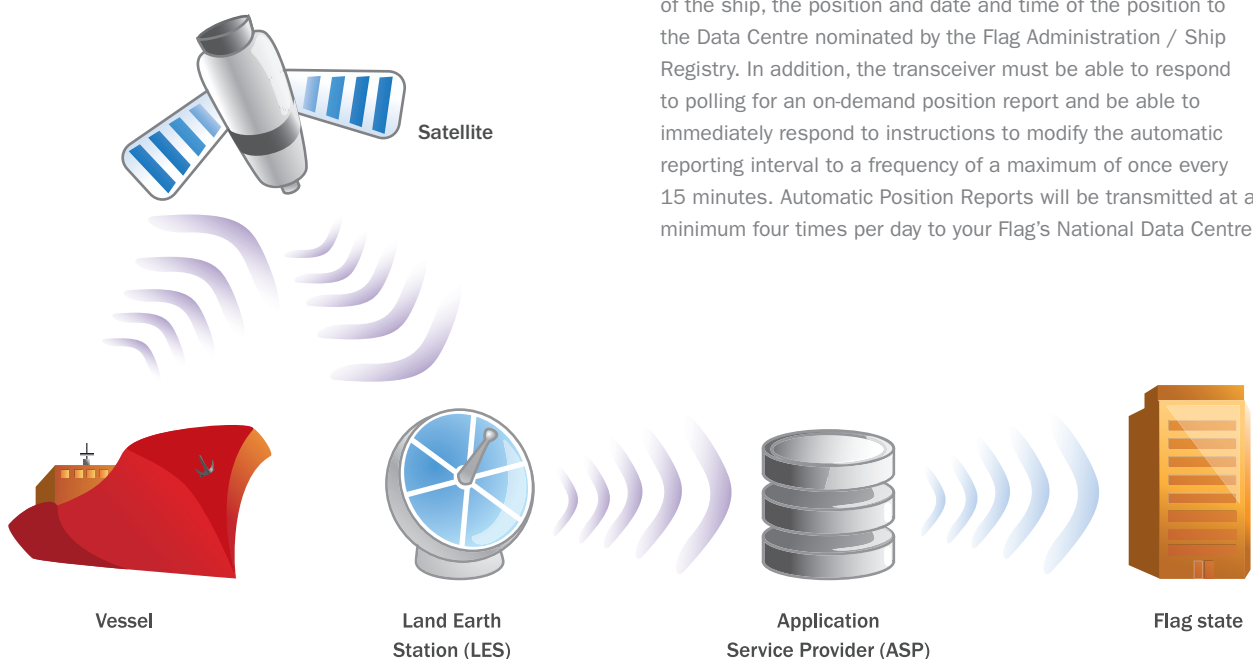 of the ship, the position and date and time of the position to
the Data Centre nominated by the Flag Administration / Ship
Registry. In addition, the transceiver must be able to respond
to polling for an on-demand position report and be able to
immediately respond to instructions to modify the automatic
reporting interval to a frequency of a maximum of once every
15 minutes. Automatic Position Reports will be transmitted at a
minimum four times per day to your Flag's National Data Centre
Satellite
Vessel
Land Earth
Station (LES)
Application
Service Provider (ASP)
Flag state